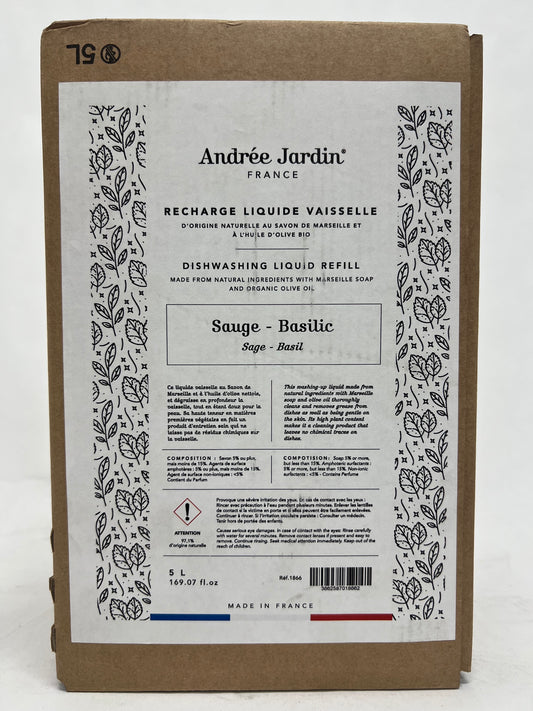 5L
Andrée Jardin®
FRANCE
RECHARGE LIQUIDE VAISSELLE
D'ORIGINE NATURELLE AU SAVON DE MARSEILLE ET
À L'HUILE D'OLIVE BIO
DISHWASHING LIQUID REFILL
MADE FROM NATURAL INGREDIENTS WITH MARSEILLE SOAP
AND ORGANIC OLIVE OIL
Sauge - Basilic
Sage - Basil
Ce liquide vaisselle au Savon de
Marseille et à l'huile d'olive nettoie,
et dégraisse en profondeur la
vaisselle, tout en étant doux pour la
peau. Sa haute teneur en matières
premières végétales en fait un
produit d'entretien sain qui ne
laisse pas de résidus chimiques sur
la vaisselle.
This washing-up liquid made from
natural ingredients with Marseille
soap and olive oil thoroughly
cleans and removes grease from
dishes as well as being gentle on
the skin. Its high plant content
makes it a cleaning product that
leaves no chimical traces on
dishes.
COMPOSITION : Savon 5% ou plus,
mais moins de 15%. Agents de surface
amphotères : 5% ou plus, mais moins de 15%.
Agent de surface non ioniques : <5%
Contient du Parfum
COMPOTISION : Soap 5% or more,
but less than 15%. Amphoteric surfactants :
5% or more, but less than 15%. Non-ionic
surfactants : <5% - Contains Perfume
ATTENTION
97,1%
d'origine naturelle
Provoque une sévère irritation des yeux. En cas de contact avec les yeux :
Rincer avec précaution à l'eau pendant plusieurs minutes. Enlever les lentilles
de contact si la victime en porte et si elles peuvent être facilement enlevées.
Continuer à rincer. Si l'irritation oculaire persiste : Consulter un médecin.
Tenir hors de portée des enfants.
Causes serious eye damages. In case of contact with the eyes: Rinse carefully
with water for several minutes. Remove contact lenses if present and easy to
remove. Continue rinsing. Seek medical attention immediately. Keep out of the
reach of children.
5 L
169.07 fl.oz
Réf.1866
3002507018662
MADE IN FRANCE